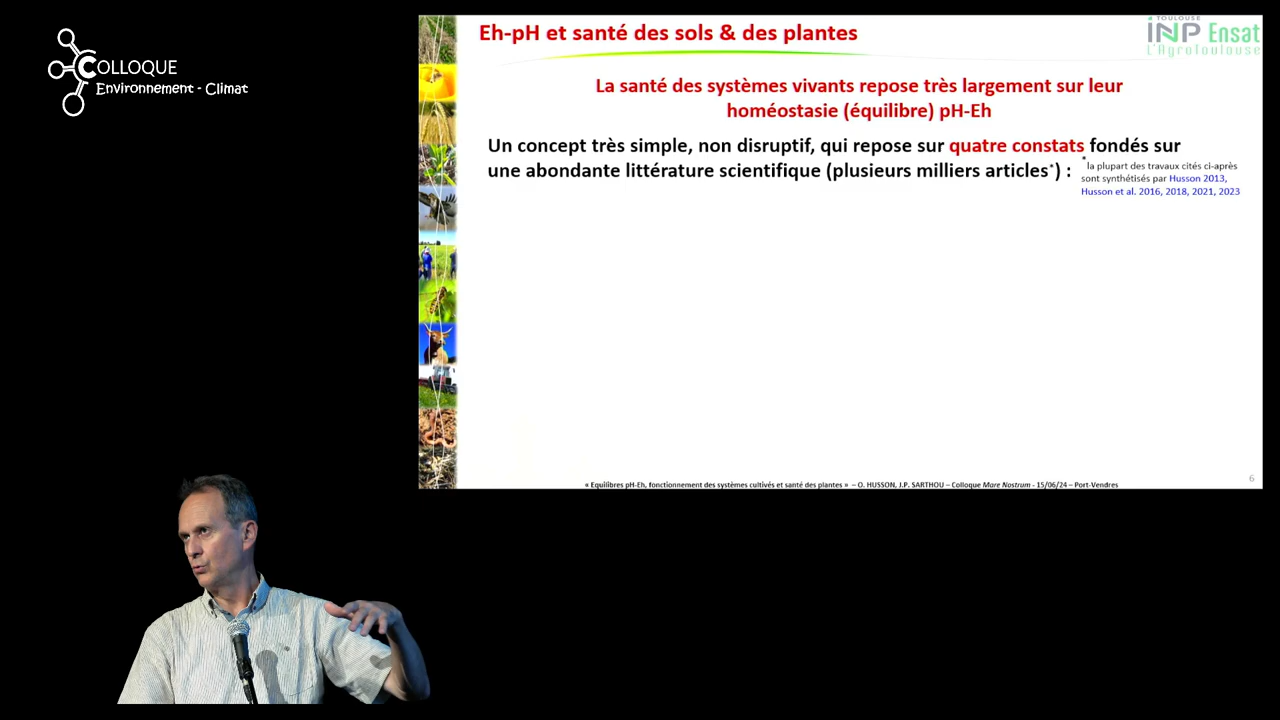 COLLOQUE
Environnement - Climat
Eh-pH et santé des sols & des plantes
TOULOUSE
INP Ensat
L'AgroToulouse
La santé des systèmes vivants repose très largement sur leur
homéostasie (équilibre) pH-Eh
Un concept très simple, non disruptif, qui repose sur quatre constats fondés sur
une abondante littérature scientifique (plusieurs milliers articles*) :
*la plupart des travaux cités ci-après
sont synthétisés par Husson 2013,
Husson et al. 2016, 2018, 2021, 2023
« Equilibres pH-Eh, fonctionnement des systèmes cultivés et santé des plantes » – O. HUSSON, J.P. SARTHOU – Colloque Mare Nostrum - 15/06/24 – Port-Vendres
6